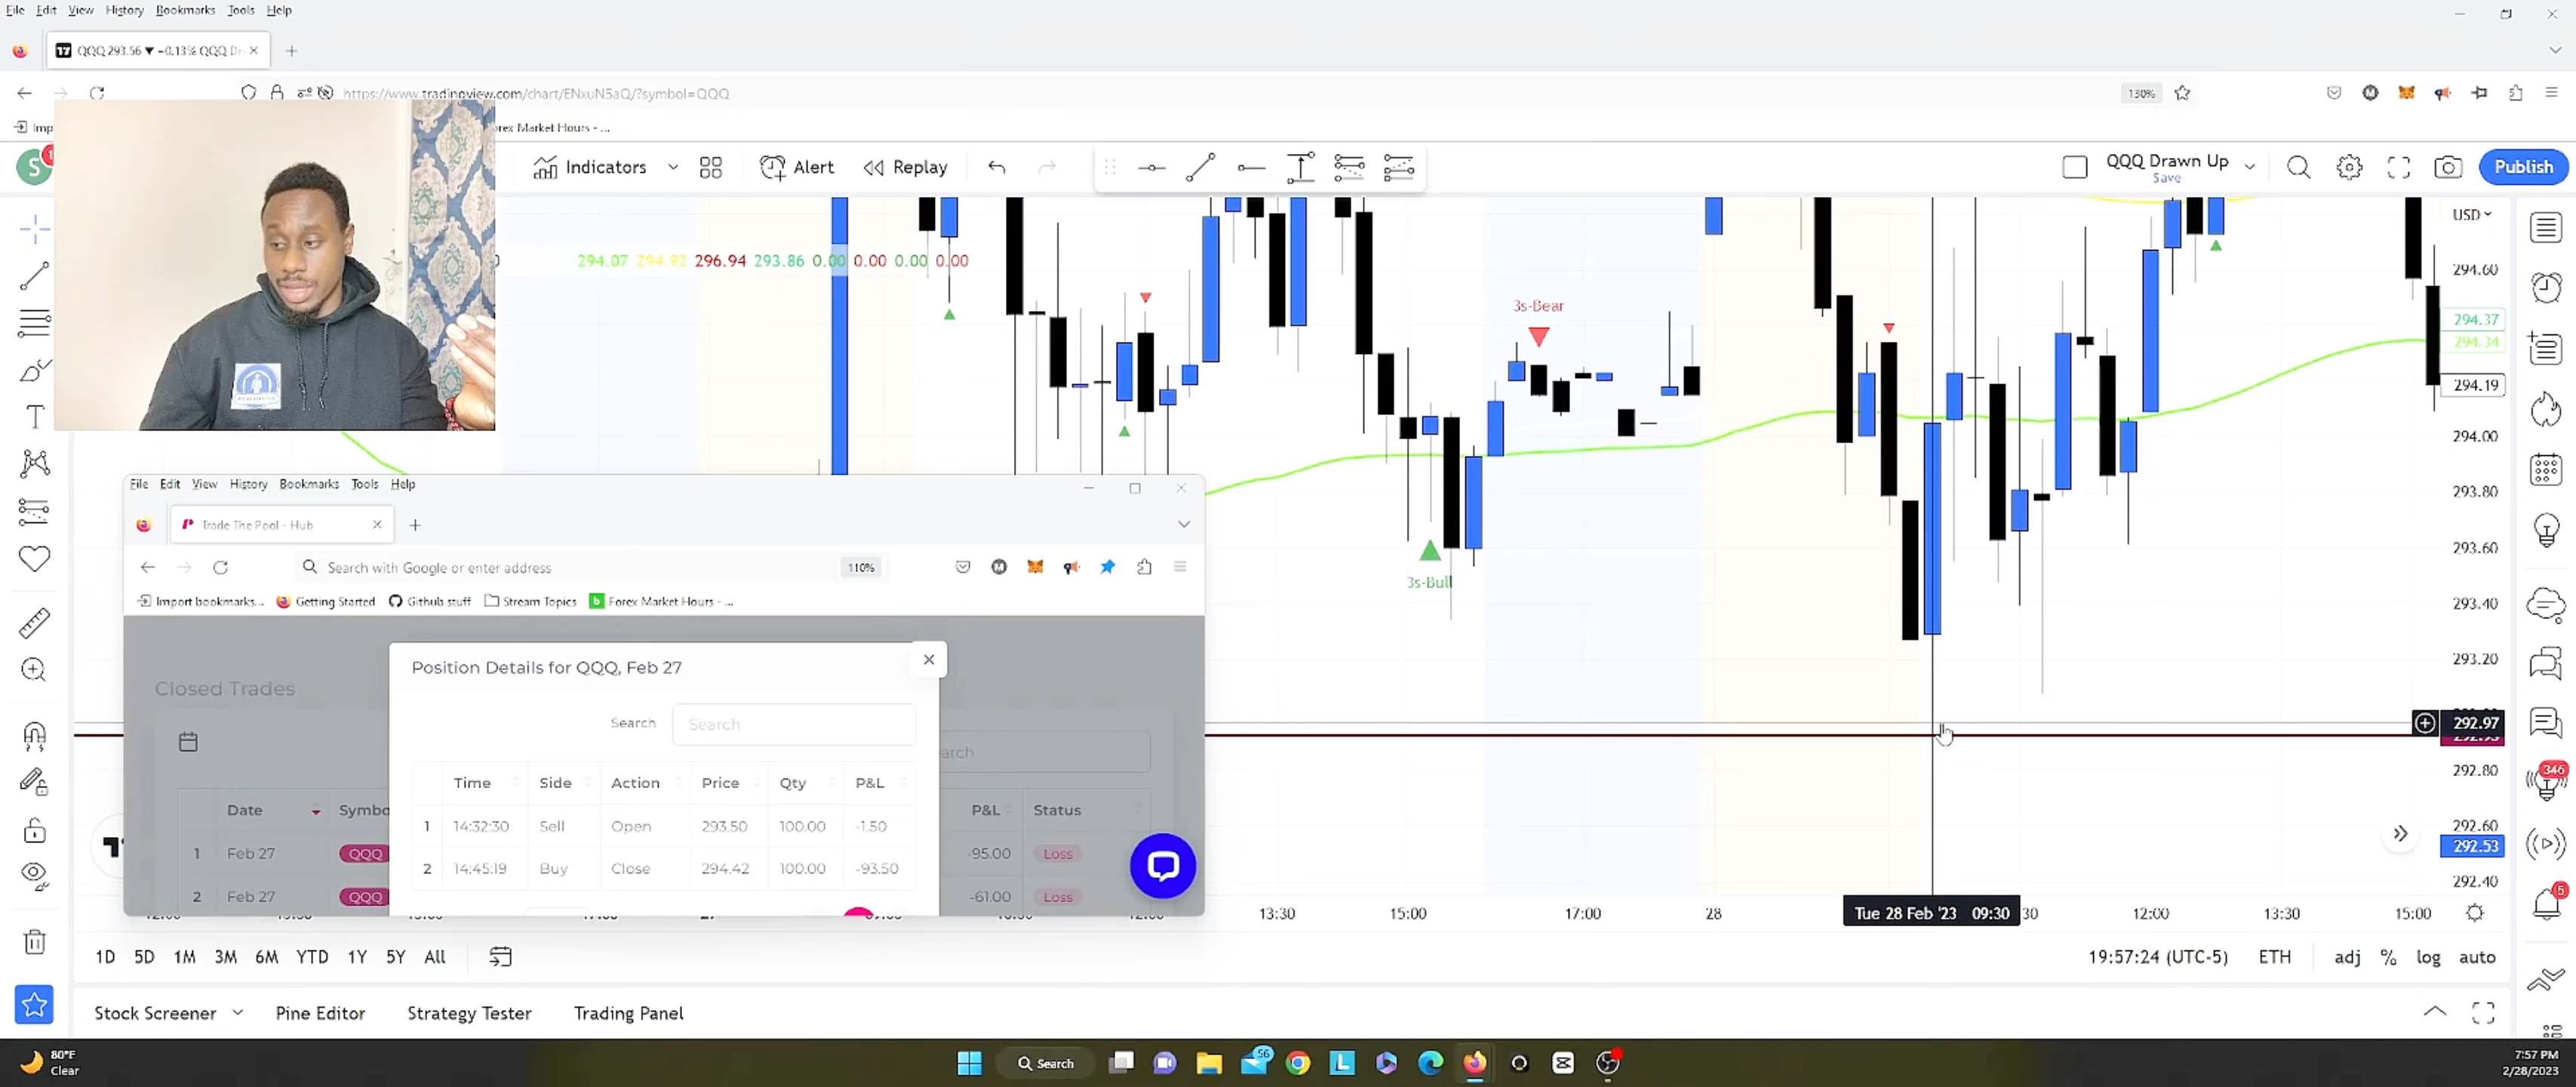 File Edit View History Bookmarks Tools Help
QQQ 293.56 ▼ −0.13% QQQ Dr
https://www.tradingview.com/chart/ENxuN5aQ/?symbol=QQQ
130%
Imp
orex Market Hours - ...
S
Indicators
Alert
Replay
QQQ Drawn Up
Save
Publish
USD
294.07 294.92 296.94 293.86 0.00 0.00 0.00 0.00
3s-Bear
3s-Bull
294.60
294.37
294.34
294.19
294.00
293.80
293.60
293.40
293.20
292.97
292.80
292.60
292.53
292.40
346
5
File Edit View History Bookmarks Tools Help
Trade The Pool - Hub
Search with Google or enter address
110%
Import bookmarks... Getting Started Github stuff Stream Topics Forex Market Hours - ...
Closed Trades
Position Details for QQQ, Feb 27
Search Search
Time Side Action Price Qty P&L
1 14:32:30 Sell Open 293.50 100.00 -1.50
2 14:45:19 Buy Close 294.42 100.00 -93.50
Date Symbo P&L Status
1 Feb 27 QQQ -95.00 Loss
2 Feb 27 QQQ -61.00 Loss
13:30 15:00 17:00 28 Tue 28 Feb '23 09:30 30 12:00 13:30 15:00
1D 5D 1M 3M 6M YTD 1Y 5Y All
19:57:24 (UTC-5) ETH adj % log auto
Stock Screener Pine Editor Strategy Tester Trading Panel
80°F
Clear
Search
56
7:57 PM
2/28/2023